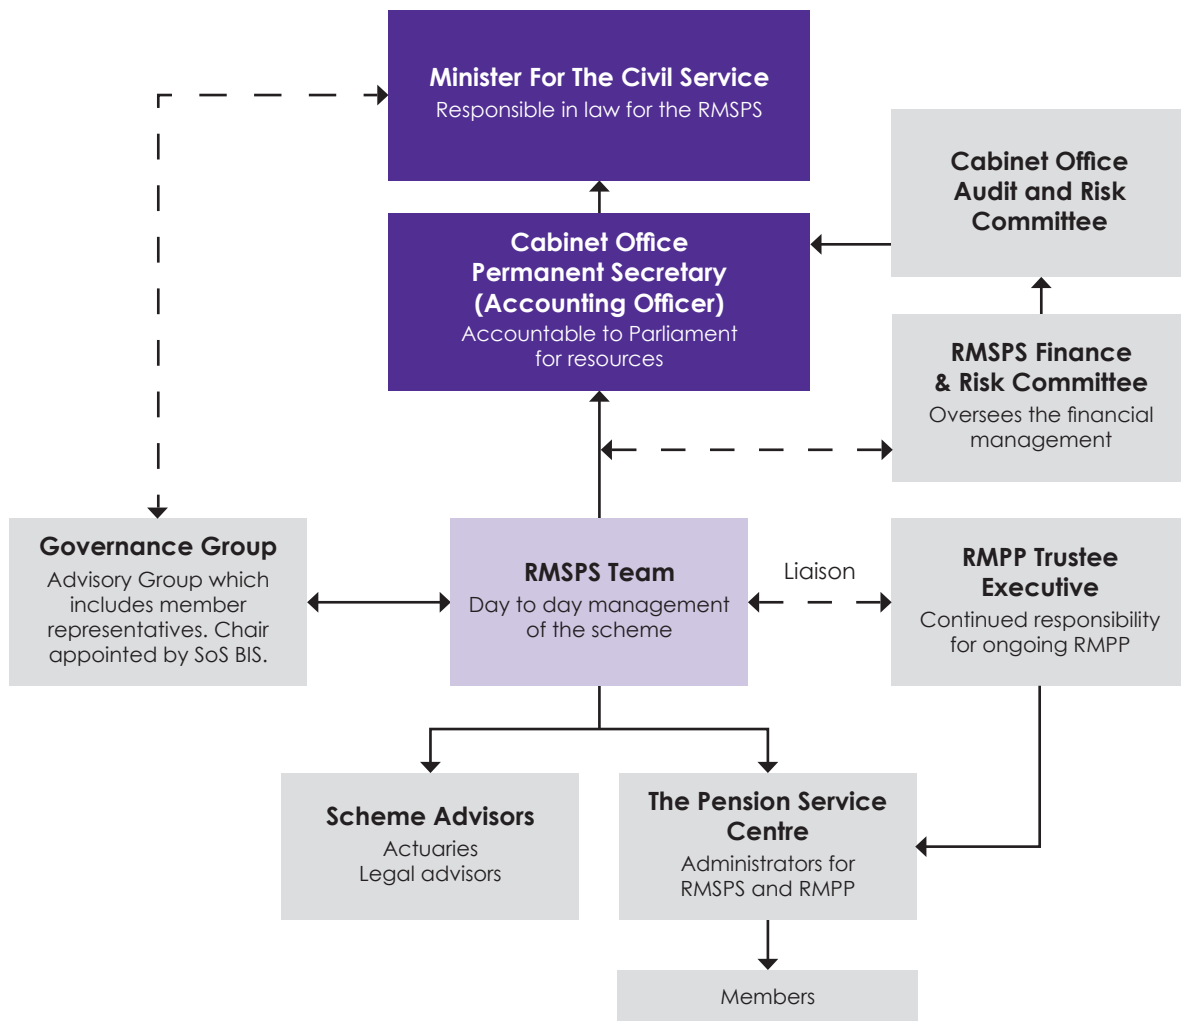 Minister For The Civil Service
Responsible in law for the RMSPS
Cabinet Office
Audit and Risk
Committee
Cabinet Office
Permanent Secretary
(Accounting Officer)
Accountable to Parliament
for resources
RMSPS Finance
& Risk Committee
Oversees the financial
management
Governance Group
Advisory Group which
includes member
representatives. Chair
appointed by SoS BIS.
RMSPS Team
Day to day management
of the scheme
Liaison
RMPP Trustee
Executive
Continued responsibility
for ongoing RMPP
Scheme Advisors
Actuaries
Legal advisors
The Pension Service
Centre
Administrators for
RMSPS and RMPP
Members